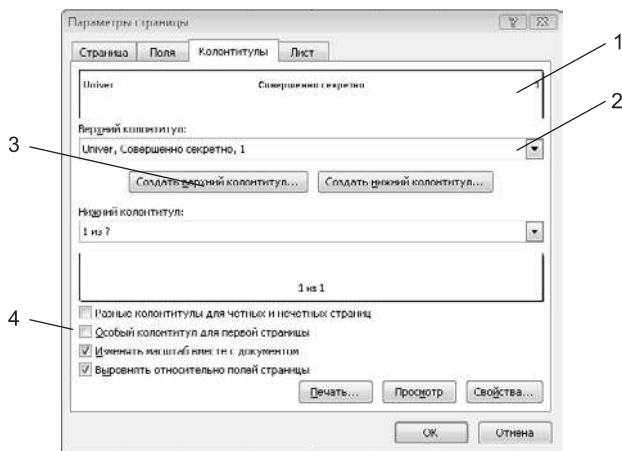 Параметры страницы
Страница Поля Колонтитулы Лист
1
Univer Совершенно секретно 1
2
Верхний колонтитул:
3
Univer, Совершенно секретно, 1
Создать верхний колонтитул... Создать нижний колонтитул...
Нижний колонтитул:
1 из ?
1 из 1
4
Разные колонтитулы для четных и нечетных страниц
Особый колонтитул для первой страницы
Изменять масштаб вместе с документом
Выровнять относительно полей страницы
Печать... Просмотр Свойства...
ОК Отмена